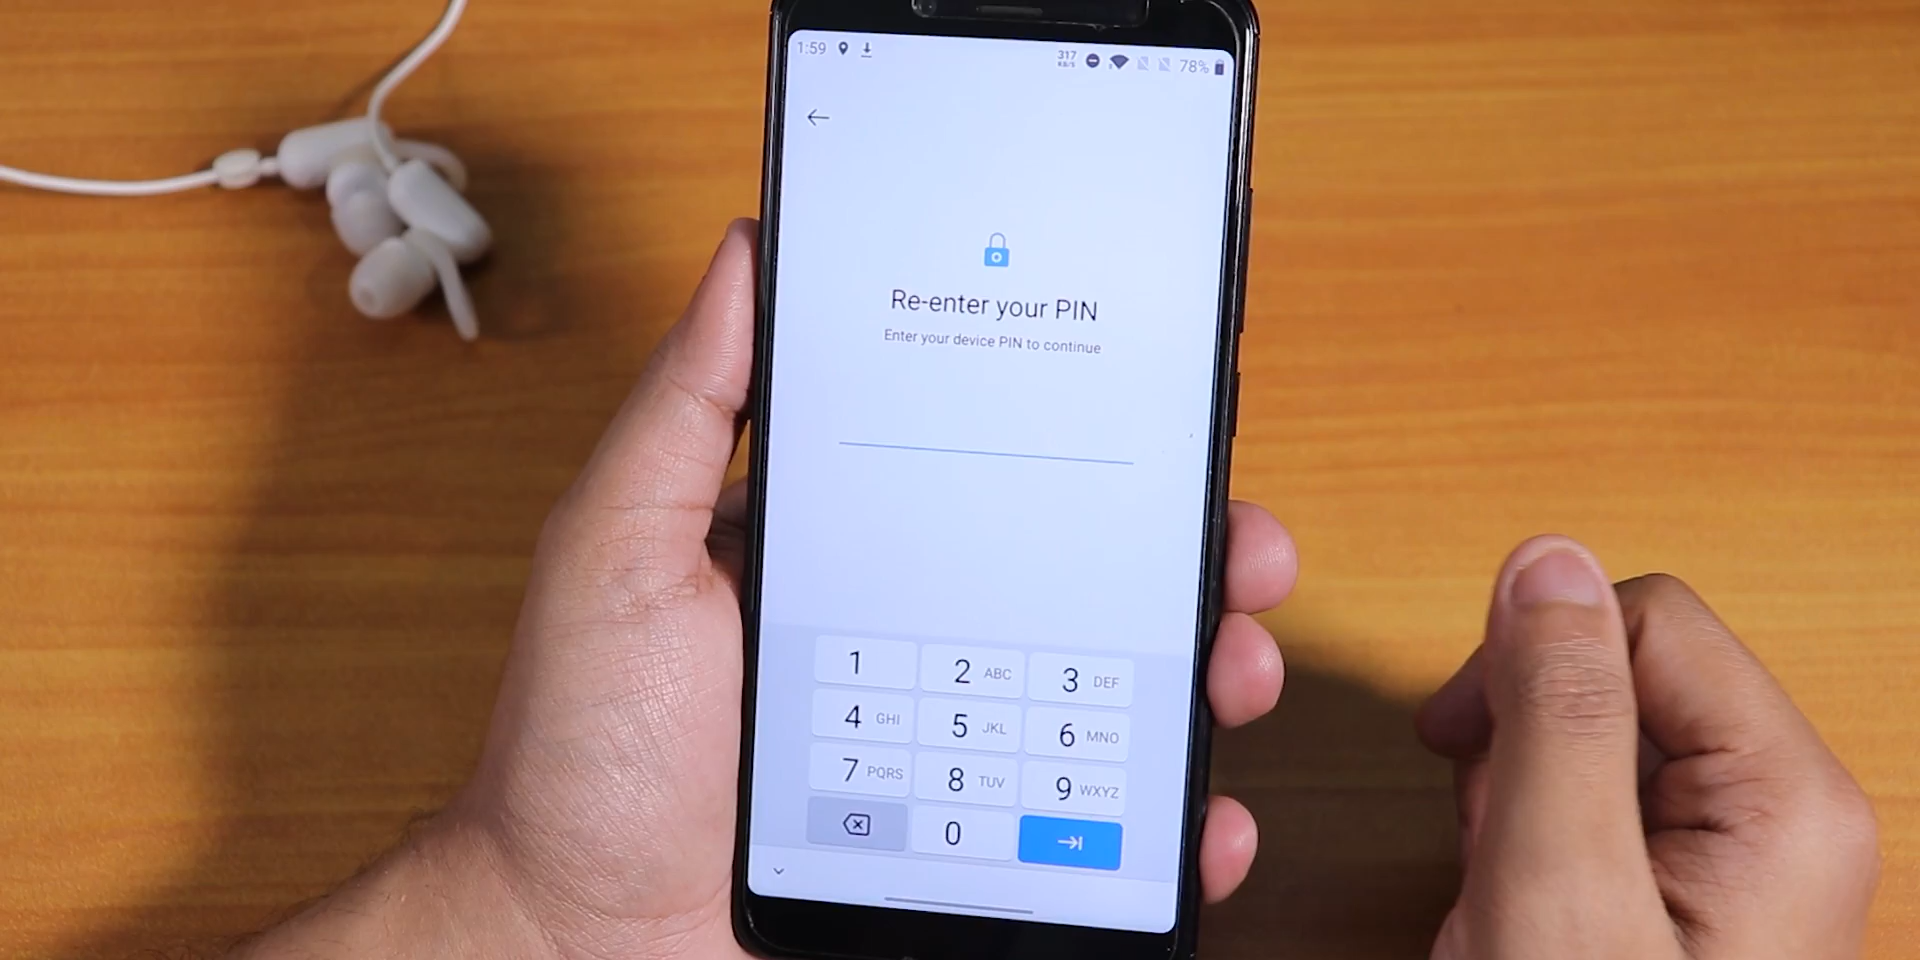 1:59
317
KB/S
78%
Re-enter your PIN
Enter your device PIN to continue
1
2 ABC
3 DEF
4 GHI
5 JKL
6 MNO
7 PQRS
8 TUV
9 WXYZ
0